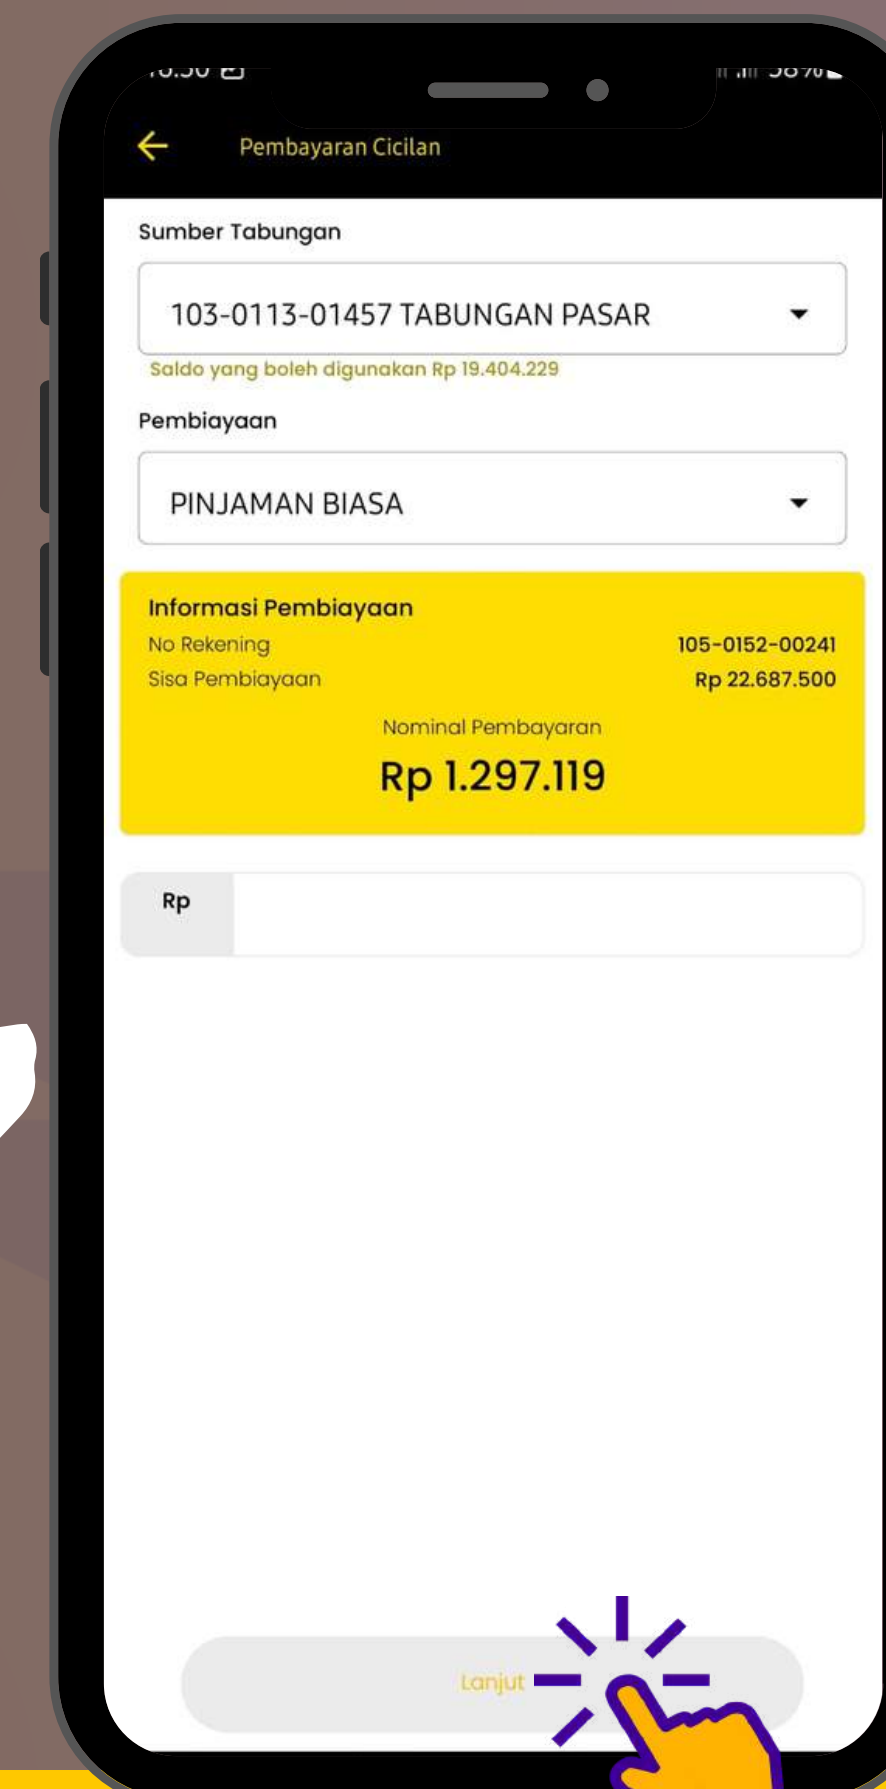 Pembayaran Cicilan
Sumber Tabungan
103-0113-01457 TABUNGAN PASAR
Saldo yang boleh digunakan Rp 19.404.229
Pembiayaan
PINJAMAN BIASA
Informasi Pembiayaan
No Rekening 105-0152-00241
Sisa Pembiayaan Rp 22.687.500
Nominal Pembayaran
Rp 1.297.119
Rp
Lanjut